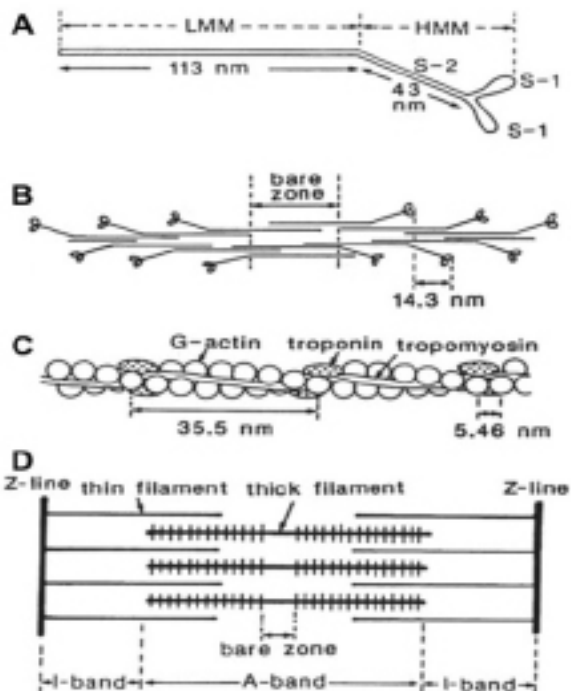 A
LMM HMM
S-2
113 nm
43
nm
S-1
S-1
B
bare
zone
14.3 nm
C
G-actin troponin tropomyosin
35.5 nm
5.46 nm
D
Z-line thin filament thick filament Z-line
bare zone
I-band A-band I-band